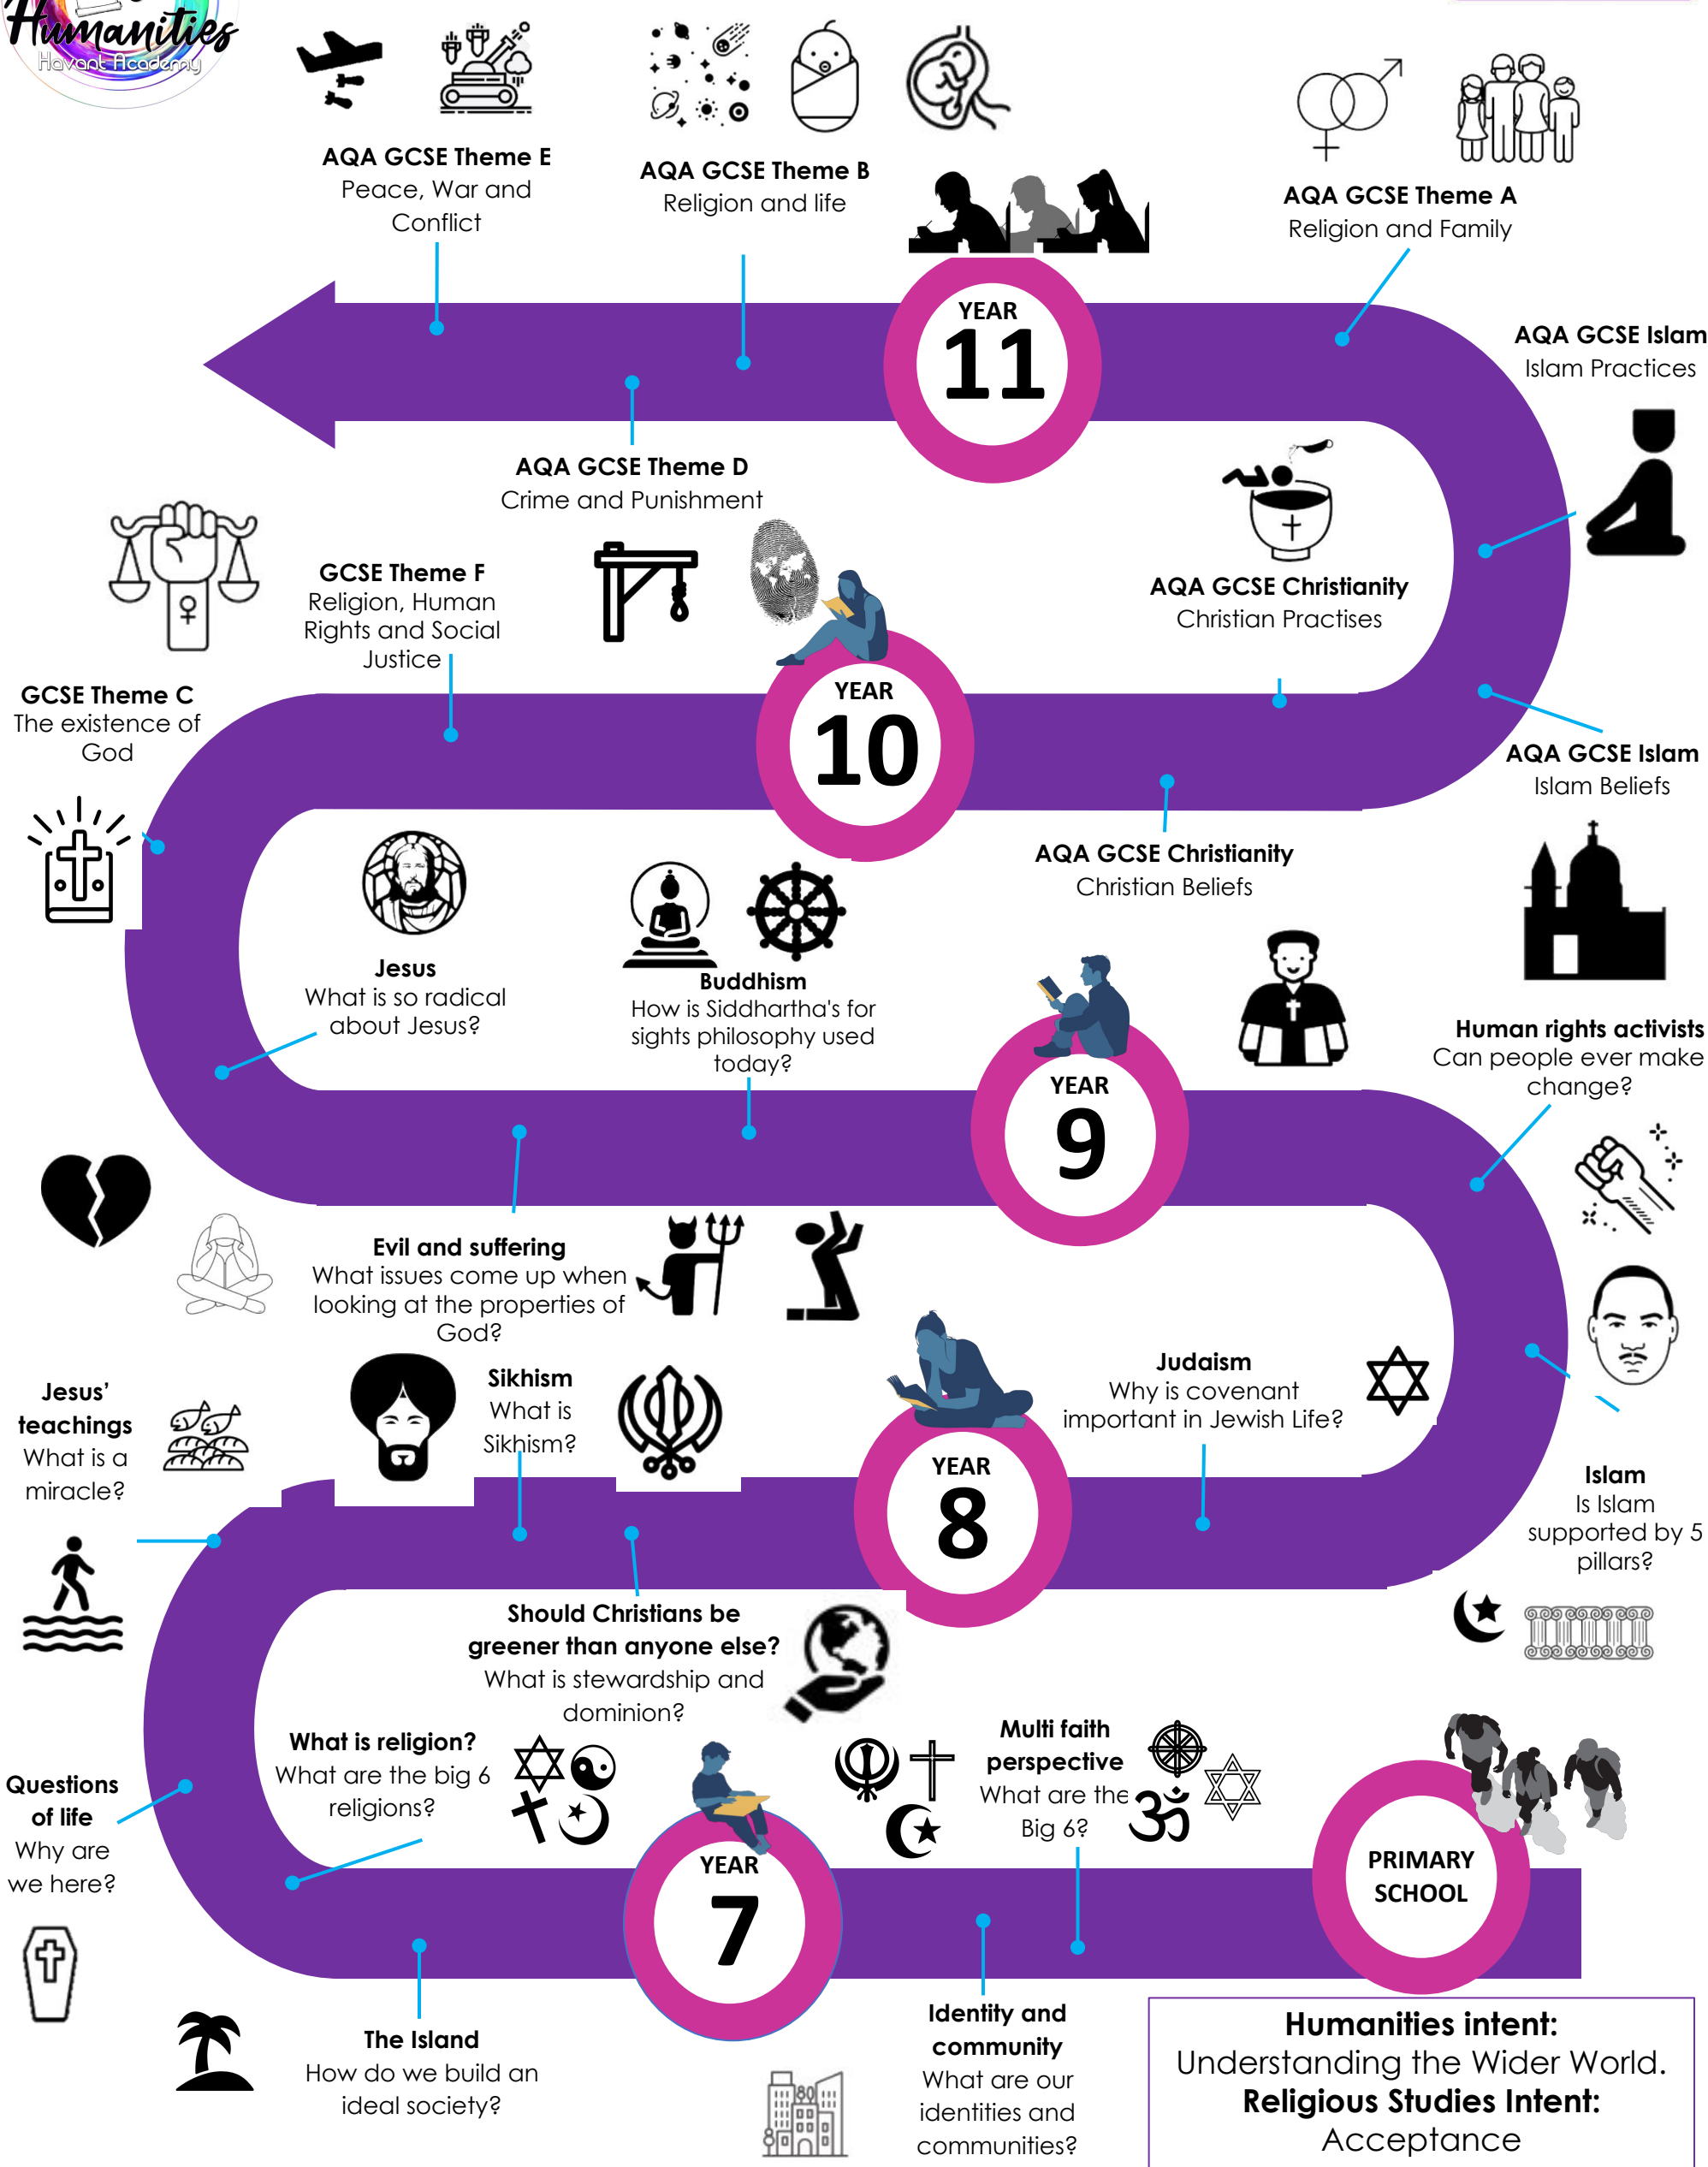 Humanities
Havant Academy
AQA GCSE Theme E
Peace, War and
Conflict
AQA GCSE Theme B
Religion and life
AQA GCSE Theme A
Religion and Family
YEAR
11
AQA GCSE Islam
Islam Practices
AQA GCSE Theme D
Crime and Punishment
GCSE Theme F
Religion, Human
Rights and Social
Justice
AQA GCSE Christianity
Christian Practises
GCSE Theme C
The existence of
God
YEAR
10
AQA GCSE Islam
Islam Beliefs
AQA GCSE Christianity
Christian Beliefs
Jesus
What is so radical
about Jesus?
Buddhism
How is Siddhartha's for
sights philosophy used
today?
YEAR
9
Human rights activists
Can people ever make
change?
Evil and suffering
What issues come up when
looking at the properties of
God?
Jesus’
teachings
What is a
miracle?
Sikhism
What is
Sikhism?
YEAR
8
Judaism
Why is covenant
important in Jewish Life?
Islam
Is Islam
supported by 5
pillars?
Should Christians be
greener than anyone else?
What is stewardship and
dominion?
Questions
of life
Why are
we here?
What is religion?
What are the big 6
religions?
YEAR
7
Multi faith
perspective
What are the
Big 6?
ॐ
PRIMARY
SCHOOL
The Island
How do we build an
ideal society?
Identity and
community
What are our
identities and
communities?
Humanities intent:
Understanding the Wider World.
Religious Studies Intent:
Acceptance